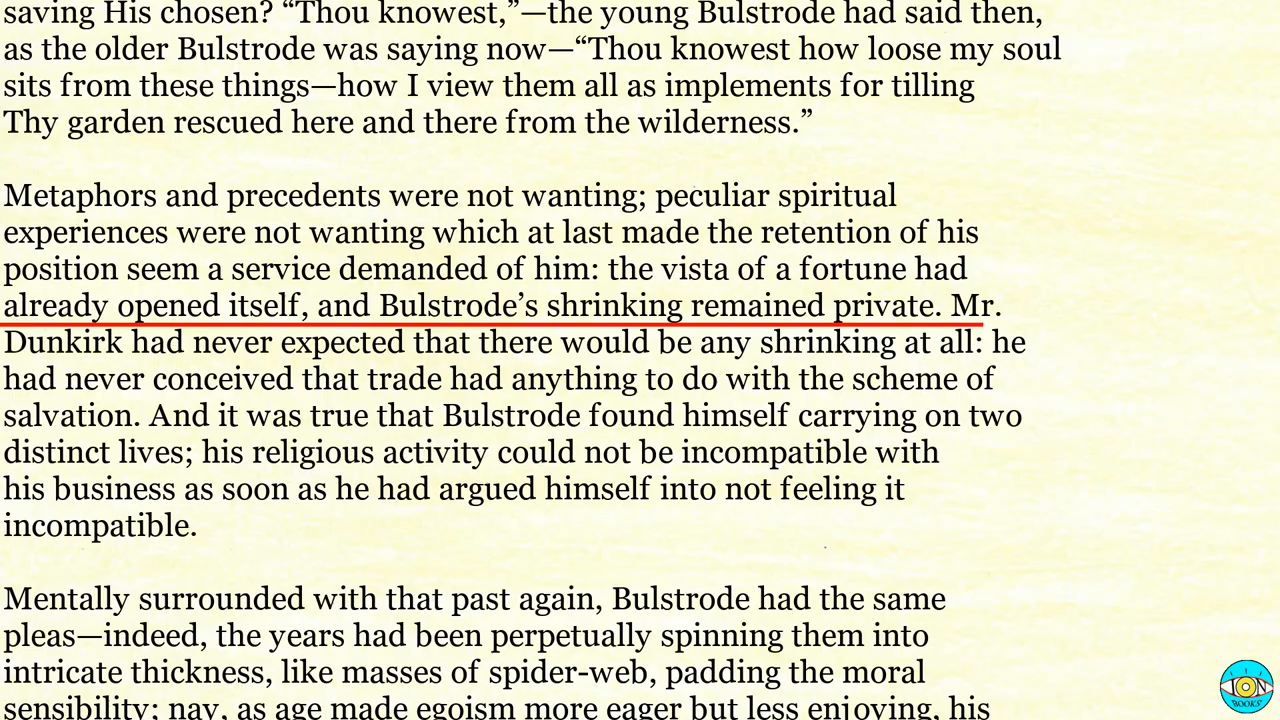 saving His chosen? “Thou knowest,”—the young Bulstrode had said then,
as the older Bulstrode was saying now—“Thou knowest how loose my soul
sits from these things—how I view them all as implements for tilling
Thy garden rescued here and there from the wilderness.”
Metaphors and precedents were not wanting; peculiar spiritual
experiences were not wanting which at last made the retention of his
position seem a service demanded of him: the vista of a fortune had
already opened itself, and Bulstrode’s shrinking remained private. Mr.
Dunkirk had never expected that there would be any shrinking at all: he
had never conceived that trade had anything to do with the scheme of
salvation. And it was true that Bulstrode found himself carrying on two
distinct lives; his religious activity could not be incompatible with
his business as soon as he had argued himself into not feeling it
incompatible.
Mentally surrounded with that past again, Bulstrode had the same
pleas—indeed, the years had been perpetually spinning them into
intricate thickness, like masses of spider-web, padding the moral
sensibility; nay, as age made egoism more eager but less enjoying, his
ION
BOOKS